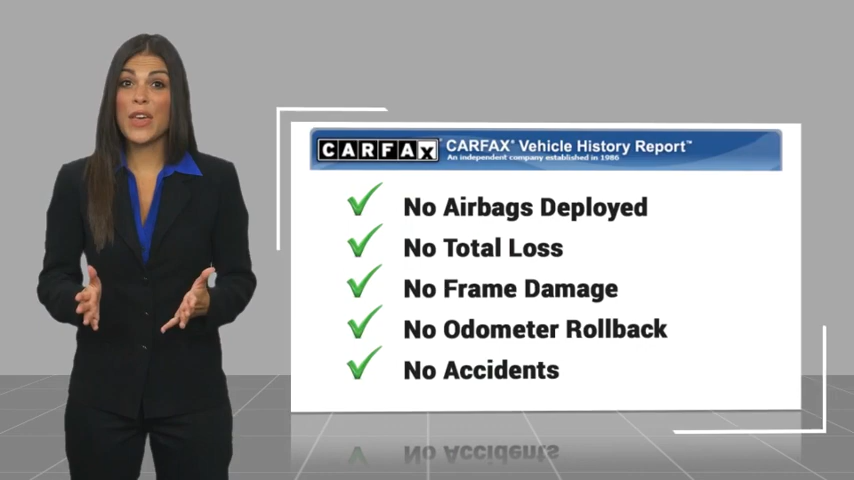 CARFAX® CARFAX® Vehicle History Report™
An independent company established in 1986
No Airbags Deployed
No Total Loss
No Frame Damage
No Odometer Rollback
No Accidents
No Accidents